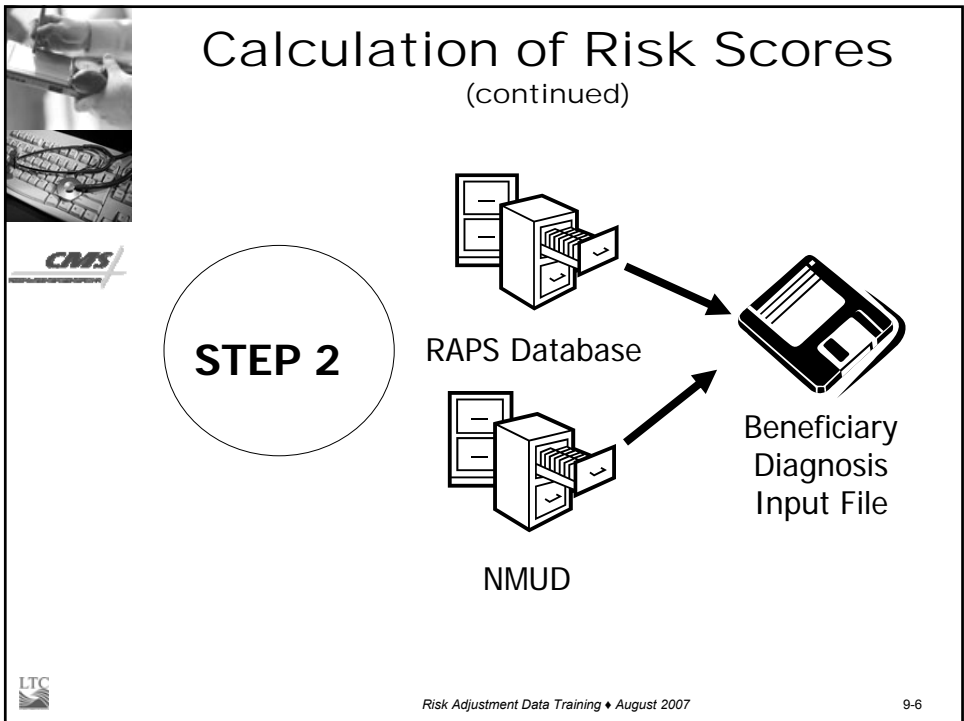 Calculation of Risk Scores
(continued)
CMS
STEP 2
RAPS Database
NMUD
Beneficiary
Diagnosis
Input File
LTC
Risk Adjustment Data Training ♦ August 2007
9-6